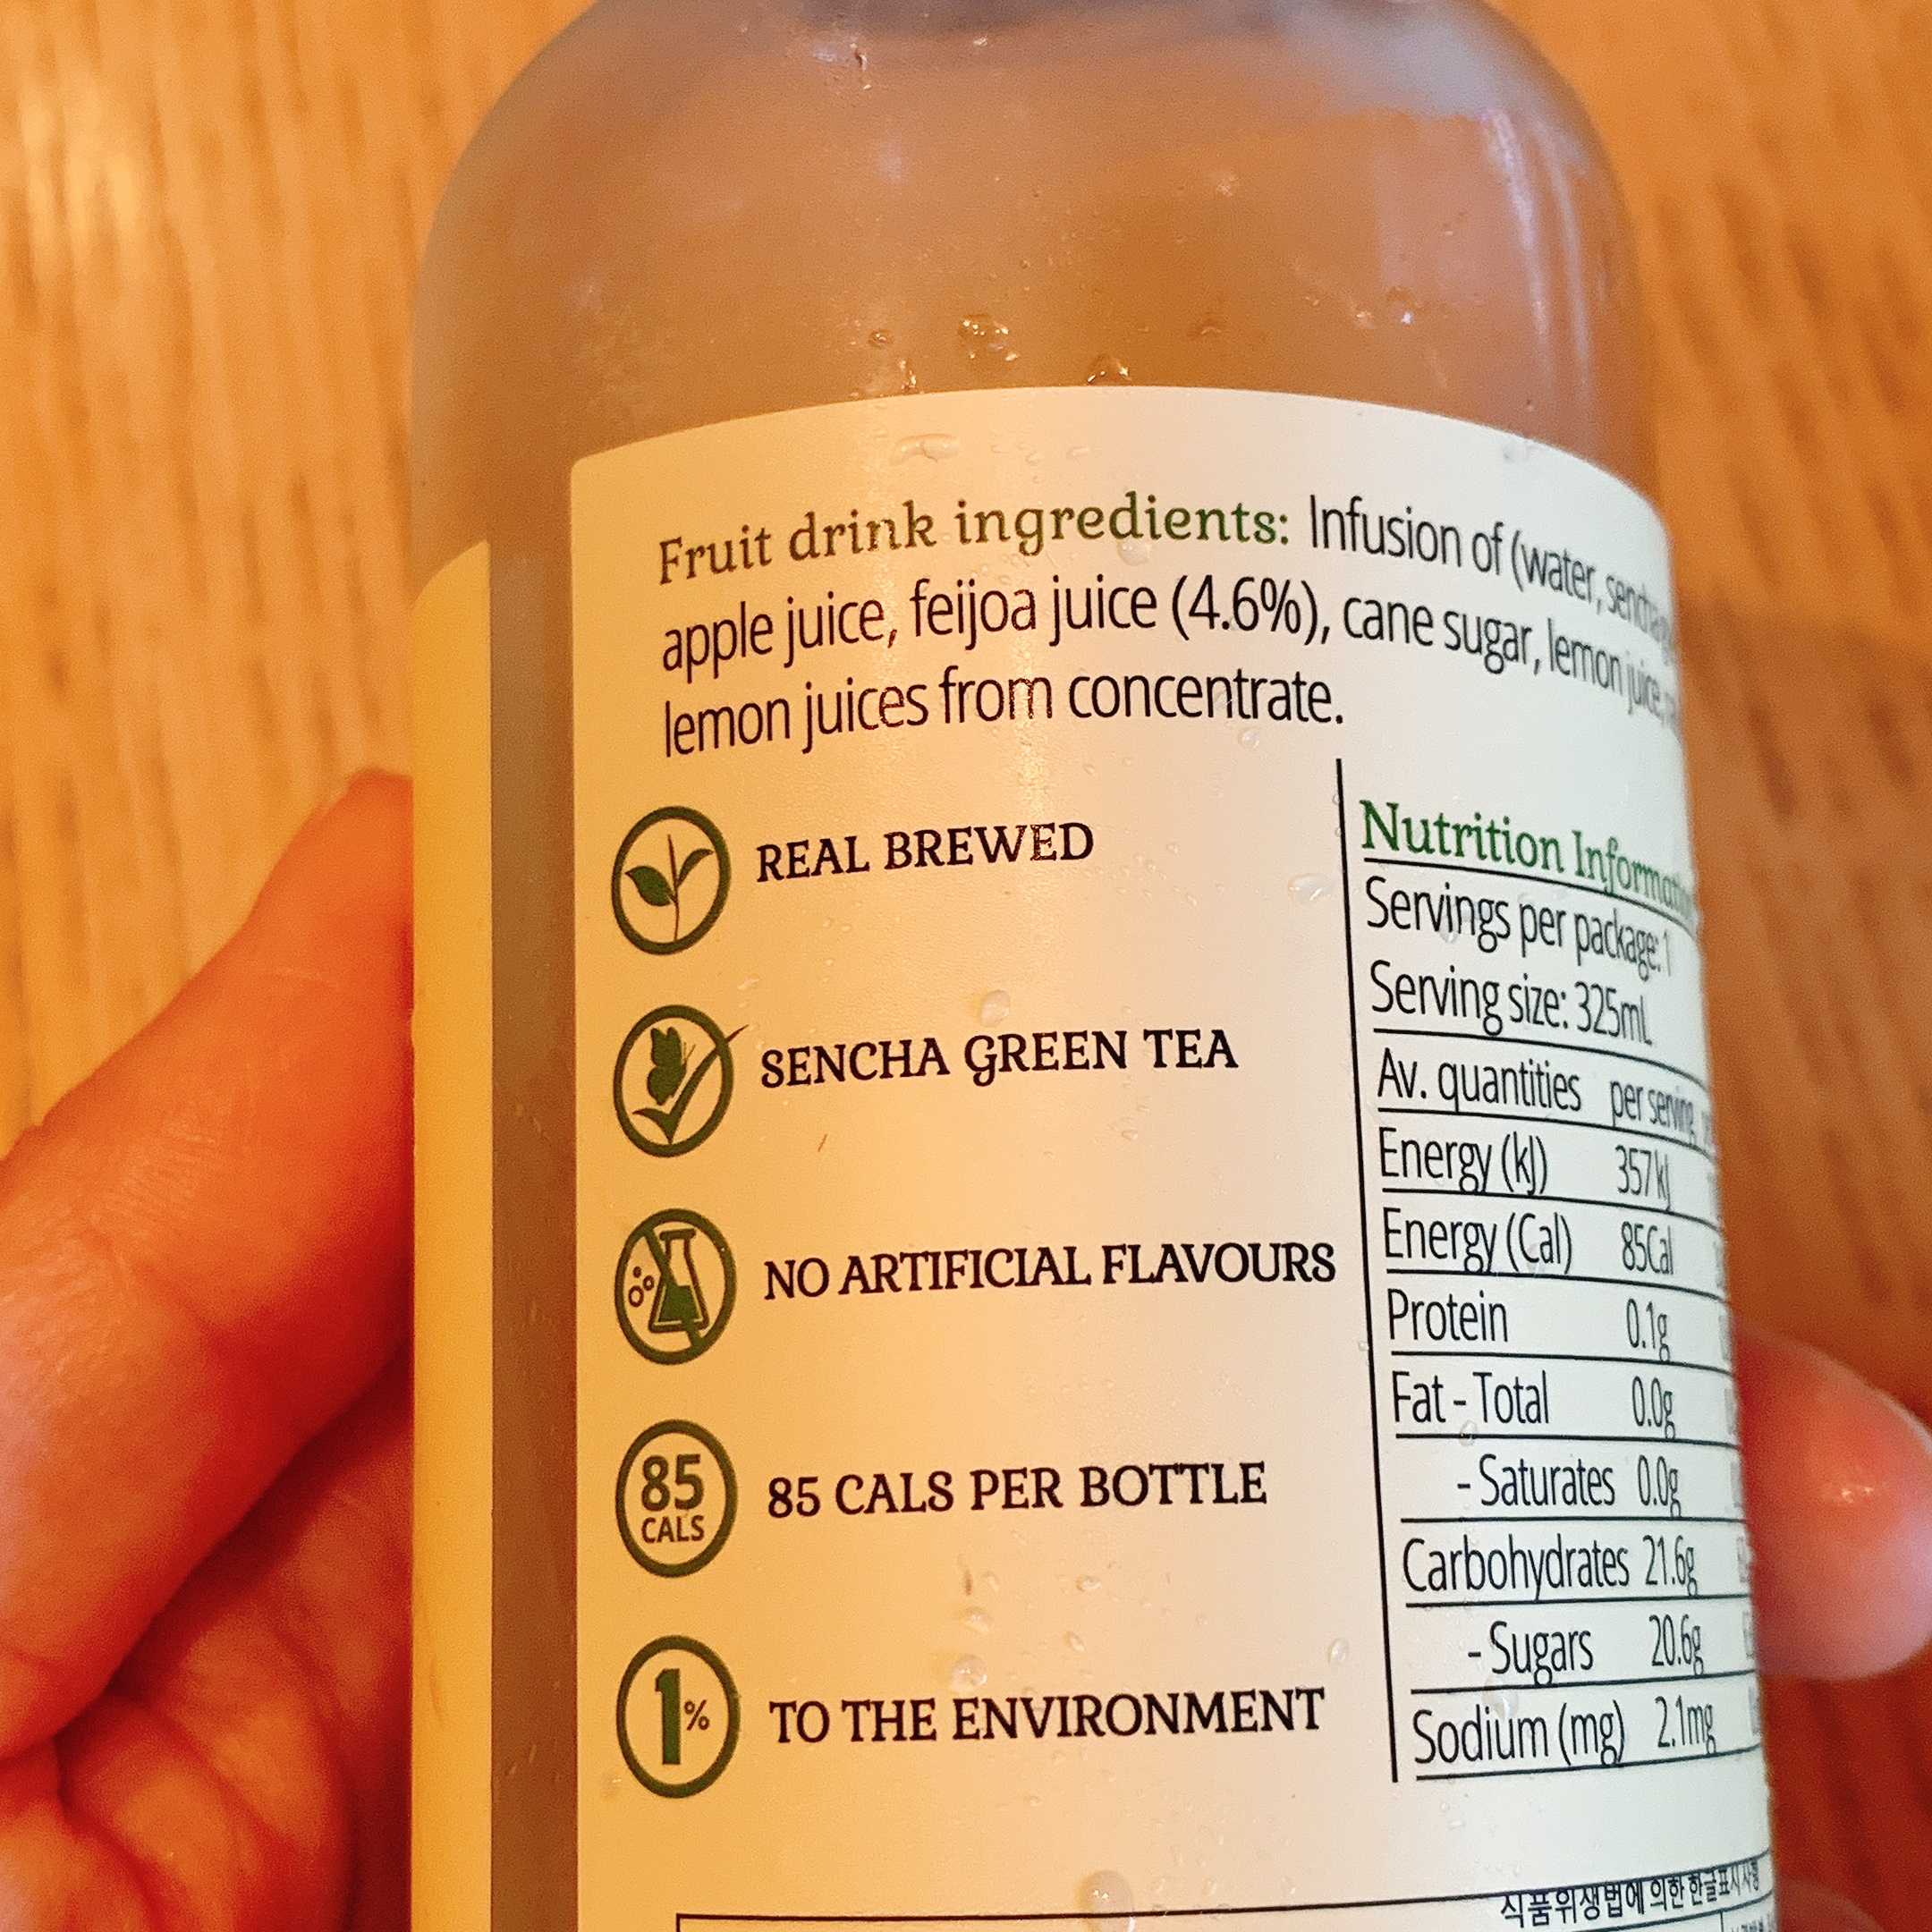 Fruit drink ingredients: Infusion of (water, sencha
apple juice, feijoa juice (4.6%), cane sugar, lemon juice,
lemon juices from concentrate.
REAL BREWED
SENCHA GREEN TEA
NO ARTIFICIAL FLAVOURS
85
CALS
85 CALS PER BOTTLE
1%
TO THE ENVIRONMENT
Nutrition Information
Servings per package: 1
Serving size: 325mL
Av. quantities per serving
Energy (kJ) 357kJ
Energy (Cal) 85Cal
Protein 0.1g
Fat - Total 0.0g
- Saturates 0.0g
Carbohydrates 21.6g
- Sugars 20.6g
Sodium (mg) 2.1mg
식품위생법에 의한 한글표시사항